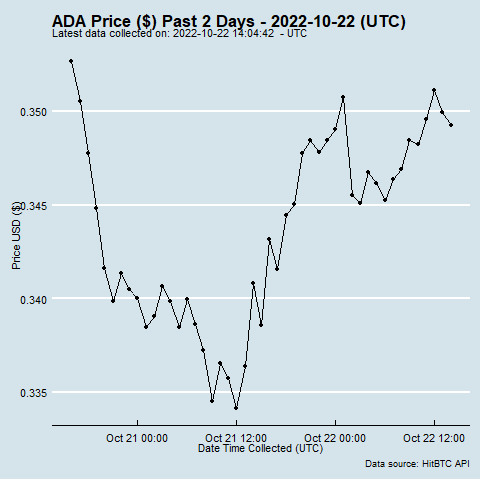 ADA Price ($) Past 2 Days - 2022-10-22 (UTC)
Latest data collected on: 2022-10-22 14:04:42 - UTC
0.350
0.345
0.340
0.335
Price USD ($)
Oct 21 00:00 Oct 21 12:00 Oct 22 00:00 Oct 22 12:00
Date Time Collected (UTC)
Data source: HitBTC API